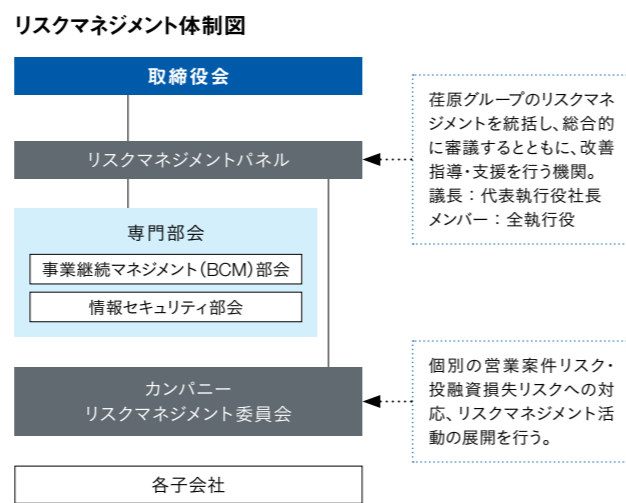 リスクマネジメント体制図
取締役会
リスクマネジメントパネル
荏原グループのリスクマネ
ジメントを統括し、総合的
に審議するとともに、改善
指導・支援を行う機関。
議長：代表執行役社長
メンバー：全執行役
専門部会
事業継続マネジメント（BCM）部会
情報セキュリティ部会
カンパニー
リスクマネジメント委員会
個別の営業案件リスク・
投融資損失リスクへの対
応、リスクマネジメント活
動の展開を行う。
各子会社